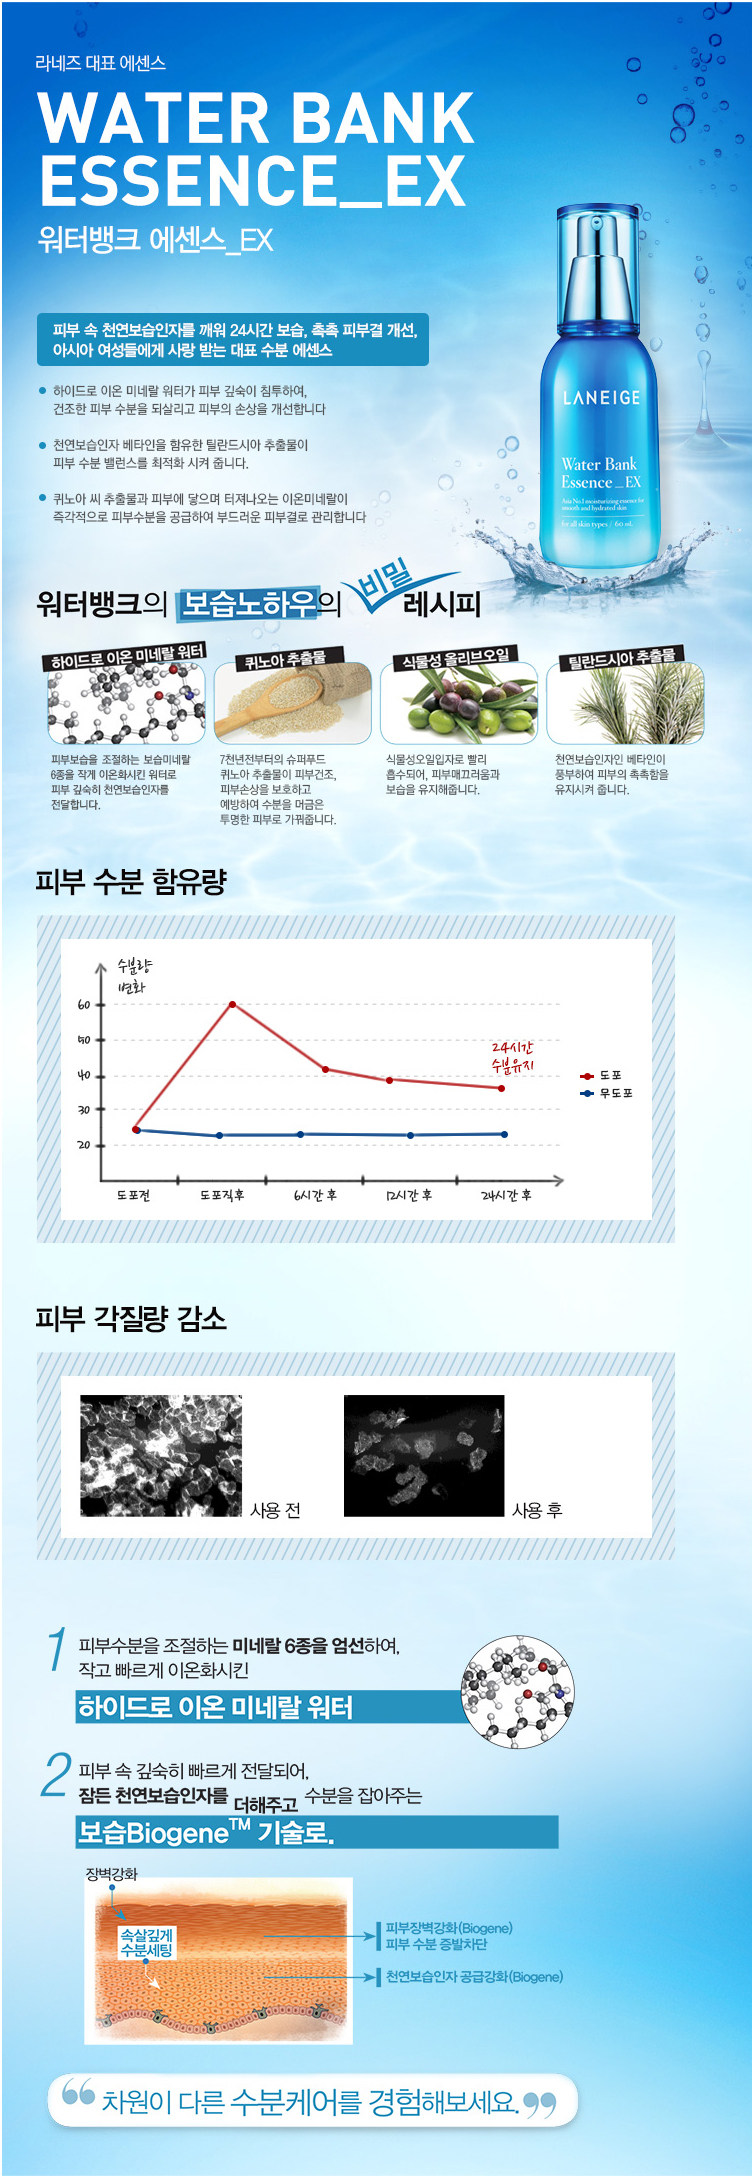 라네즈 대표 에센스
WATER BANK
ESSENCE_EX
워터뱅크 에센스_EX
피부 속 천연보습인자를 깨워 24시간 보습, 촉촉 피부결 개선,
아시아 여성들에게 사랑 받는 대표 수분 에센스
하이드로 이온 미네랄 워터가 피부 깊숙이 침투하여,
건조한 피부 수분을 되살리고 피부의 손상을 개선합니다
천연보습인자 베타인을 함유한 틸란드시아 추출물이
피부 수분 밸런스를 최적화 시켜 줍니다.
퀴노아 씨 추출물과 피부에 닿으며 터져나오는 이온미네랄이
즉각적으로 피부수분을 공급하여 부드러운 피부결로 관리합니다
LANEIGE
Water Bank
Essence_EX
Asia No.1 moisturizing essence for
smooth and hydrated skin
for all skin types / 60 ml.
워터뱅크의 보습노하우의 비밀 레시피
하이드로 이온 미네랄 워터
피부보습을 조절하는 보습미네랄
6종을 작게 이온화시킨 워터로
피부 깊숙히 천연보습인자를
전달합니다.
퀴노아 추출물
7천년전부터의 슈퍼푸드
퀴노아 추출물이 피부건조,
피부손상을 보호하고
예방하여 수분을 머금은
투명한 피부로 가꿔줍니다.
식물성 올리브오일
식물성오일입자로 빨리
흡수되어, 피부매끄러움과
보습을 유지해줍니다.
틸란드시아 추출물
천연보습인자인 베타인이
풍부하여 피부의 촉촉함을
유지시켜 줍니다.
피부 수분 함유량
수분량
변화
60
50
40
30
20
24시간
수분유지
도포
무도포
도포전
도포직후
6시간 후
12시간 후
24시간 후
피부 각질량 감소
사용 전
사용 후
1
피부수분을 조절하는 미네랄 6종을 엄선하여,
작고 빠르게 이온화시킨
하이드로 이온 미네랄 워터
2
피부 속 깊숙히 빠르게 전달되어,
잠든 천연보습인자를 더해주고 수분을 잡아주는
보습Biogene™ 기술로.
장벽강화
속살깊게
수분세팅
피부장벽강화(Biogene)
피부 수분 증발차단
천연보습인자 공급강화(Biogene)
“차원이 다른 수분케어를 경험해보세요.”